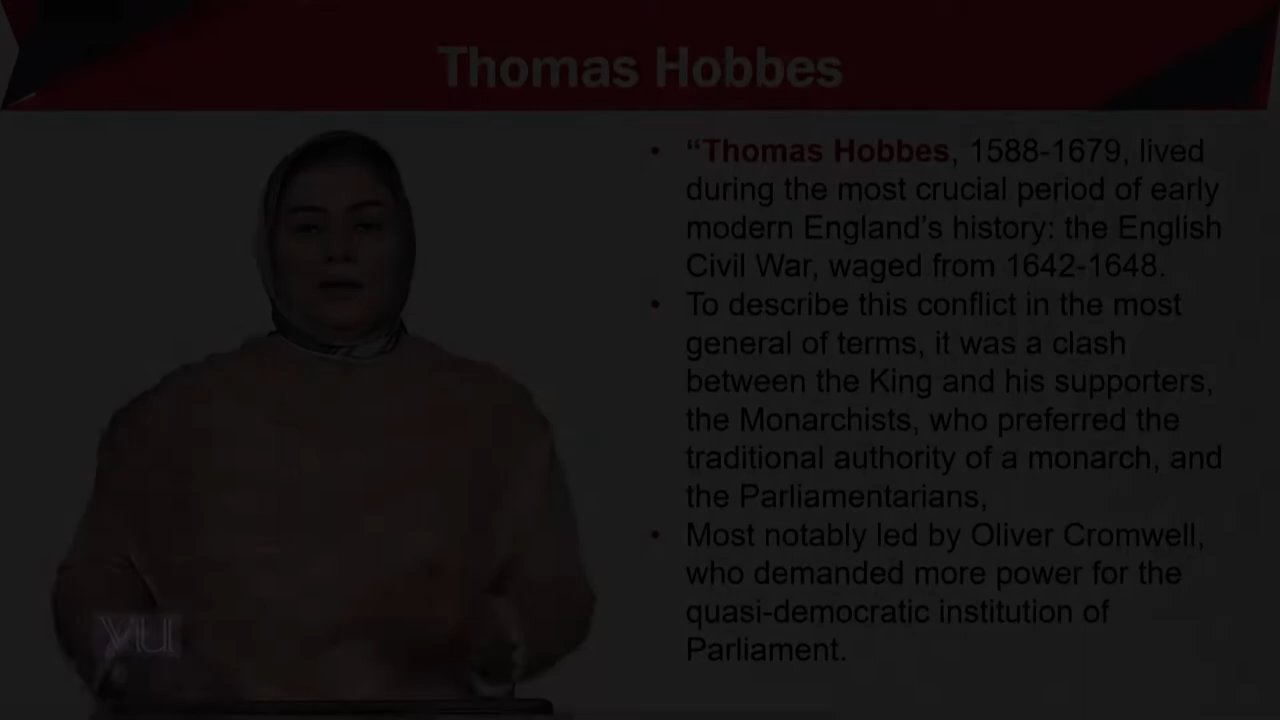 Thomas Hobbes
• “Thomas Hobbes, 1588-1679, lived
during the most crucial period of early
modern England’s history: the English
Civil War, waged from 1642-1648.
• To describe this conflict in the most
general of terms, it was a clash
between the King and his supporters,
the Monarchists, who preferred the
traditional authority of a monarch, and
the Parliamentarians,
• Most notably led by Oliver Cromwell,
who demanded more power for the
quasi-democratic institution of
Parliament.